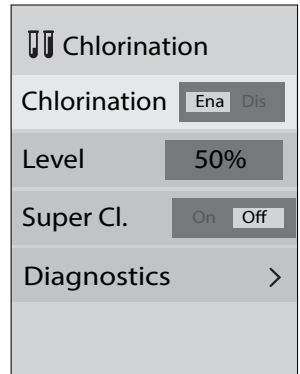 Chlorination
Chlorination Ena Dis
Level 50%
Super Cl. On Off
Diagnostics >